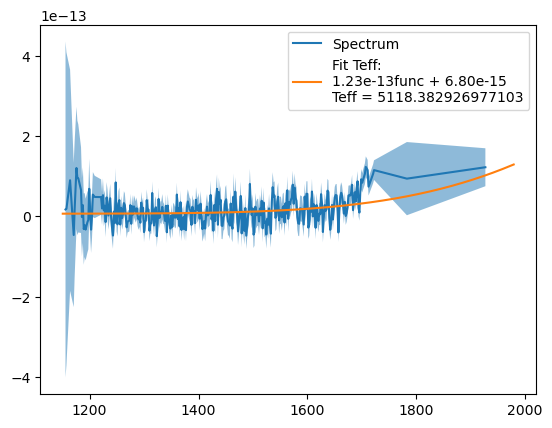 1e−13
Spectrum
Fit Teff:
1.23e-13func + 6.80e-15
Teff = 5118.382926977103
4
2
0
−2
−4
1200 1400 1600 1800 2000